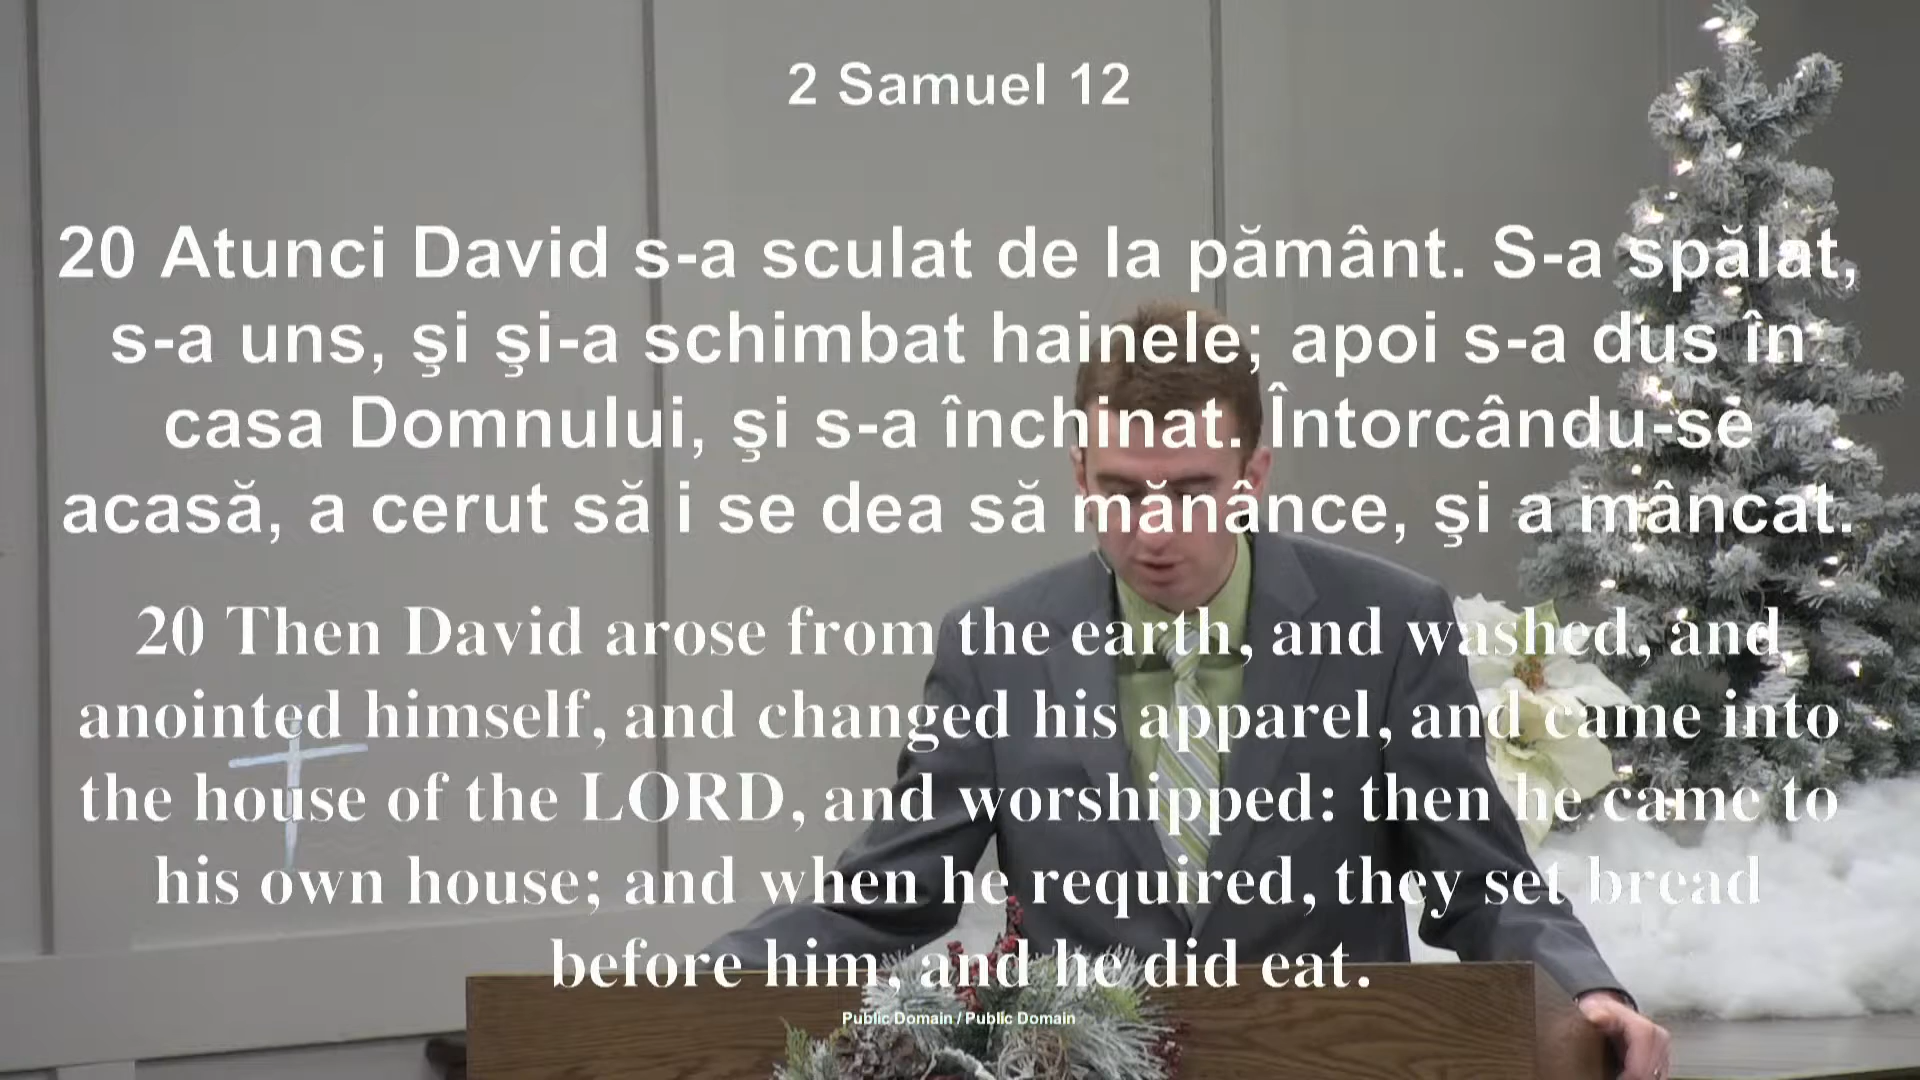 2 Samuel 12
20 Atunci David s-a sculat de la pământ. S-a spălat,
s-a uns, şi şi-a schimbat hainele; apoi s-a dus în
casa Domnului, şi s-a închinat. Întorcându-se
acasă, a cerut să i se dea să mănânce, şi a mâncat.
20 Then David arose from the earth, and washed, and
anointed himself, and changed his apparel, and came into
the house of the LORD, and worshipped: then he came to
his own house; and when he required, they set bread
before him, and he did eat.
Public Domain / Public Domain